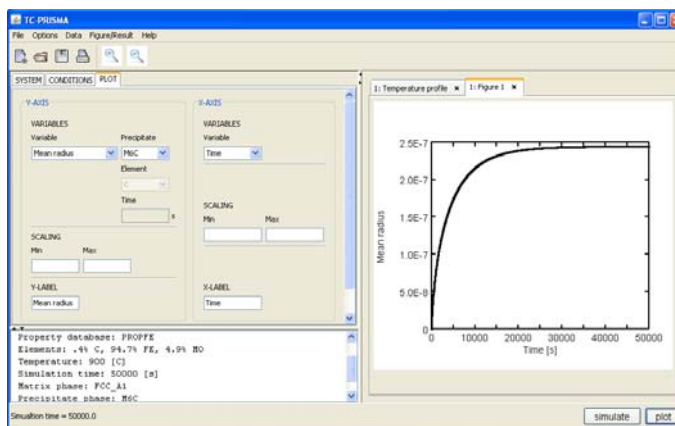 TC-PRISMA
File Options Data Figure/Result Help
SYSTEM CONDITIONS PLOT
Y-AXIS
VARIABLES
Variable Precipitate
Mean radius M6C
Element
C
Time
s
SCALING
Min Max
Y-LABEL
Mean radius
X-AXIS
VARIABLES
Variable
Time
SCALING
Min Max
X-LABEL
Time
Property database: PROPFE
Elements: .4% C, 94.7% FE, 4.9% MO
Temperature: 900 [C]
Simulation time: 50000 [s]
Matrix phase: FCC_A1
Precipitate phase: M6C
1: Temperature profile 1: Figure 1
2.5E-7
2.0E-7
1.5E-7
1.0E-7
5.0E-8
0
Mean radius
0 10000 20000 30000 40000 50000
Time [s]
Simualtion time = 50000.0
simulate plot